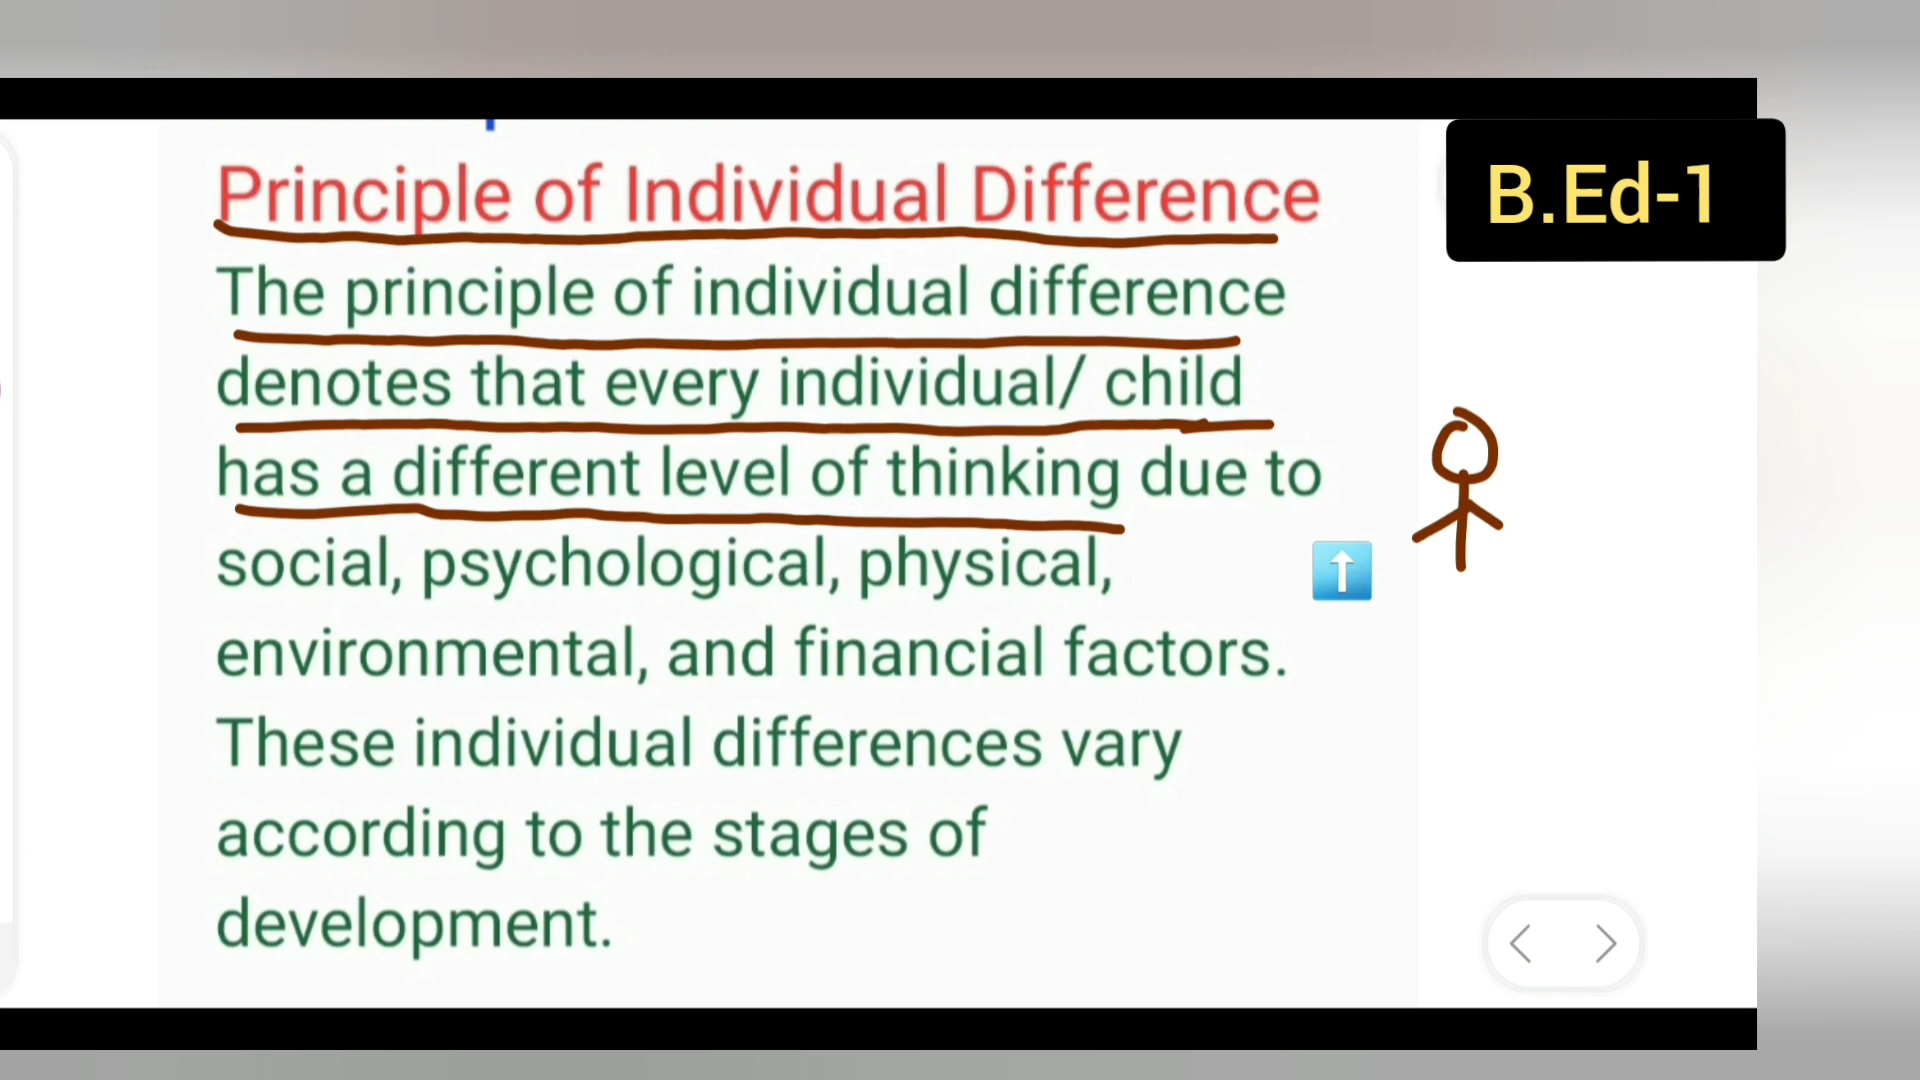 Principle of Individual Difference
B.Ed-1
The principle of individual difference
denotes that every individual/ child
has a different level of thinking due to
social, psychological, physical,
environmental, and financial factors.
These individual differences vary
according to the stages of
development.